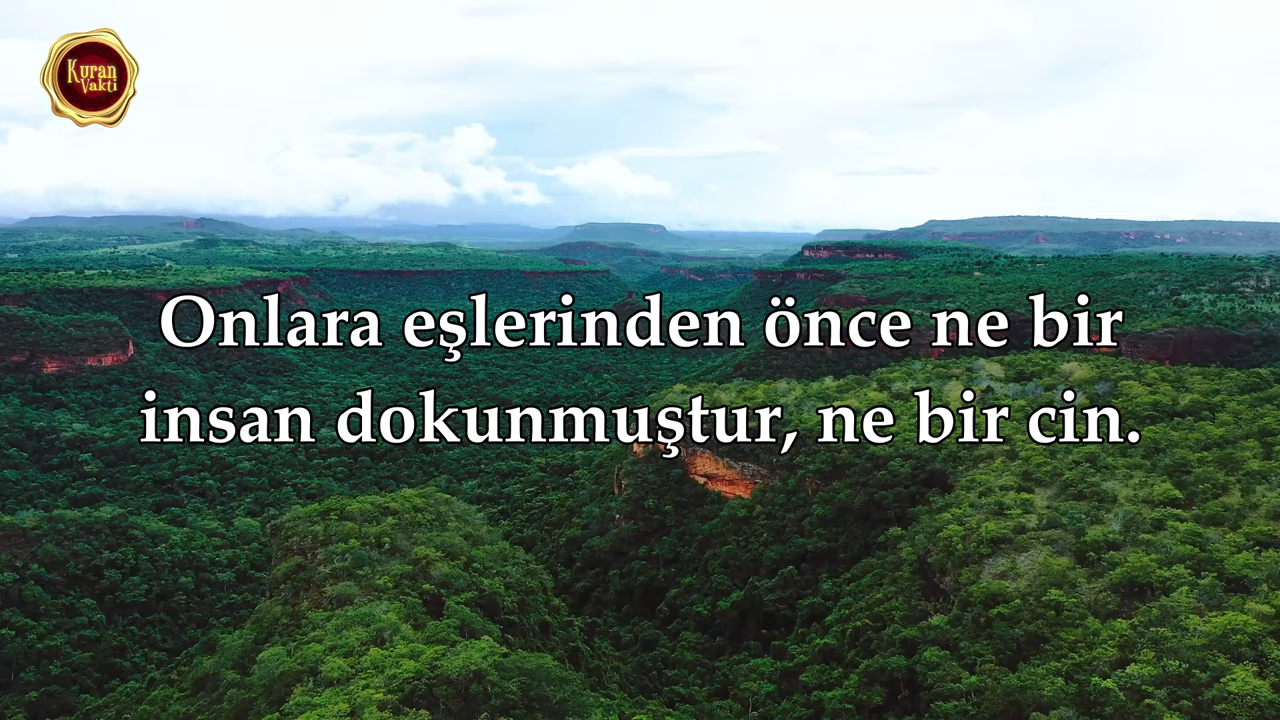 Kuran
Vakti
Onlara eşlerinden önce ne bir
insan dokunmuştur, ne bir cin.